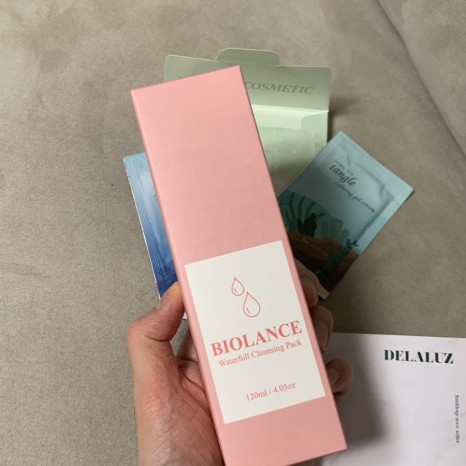 COSMETIC
tangle
BIOLANCE
Waterfull Cleansing Pack
120ml / 4.05oz
DELALUZ